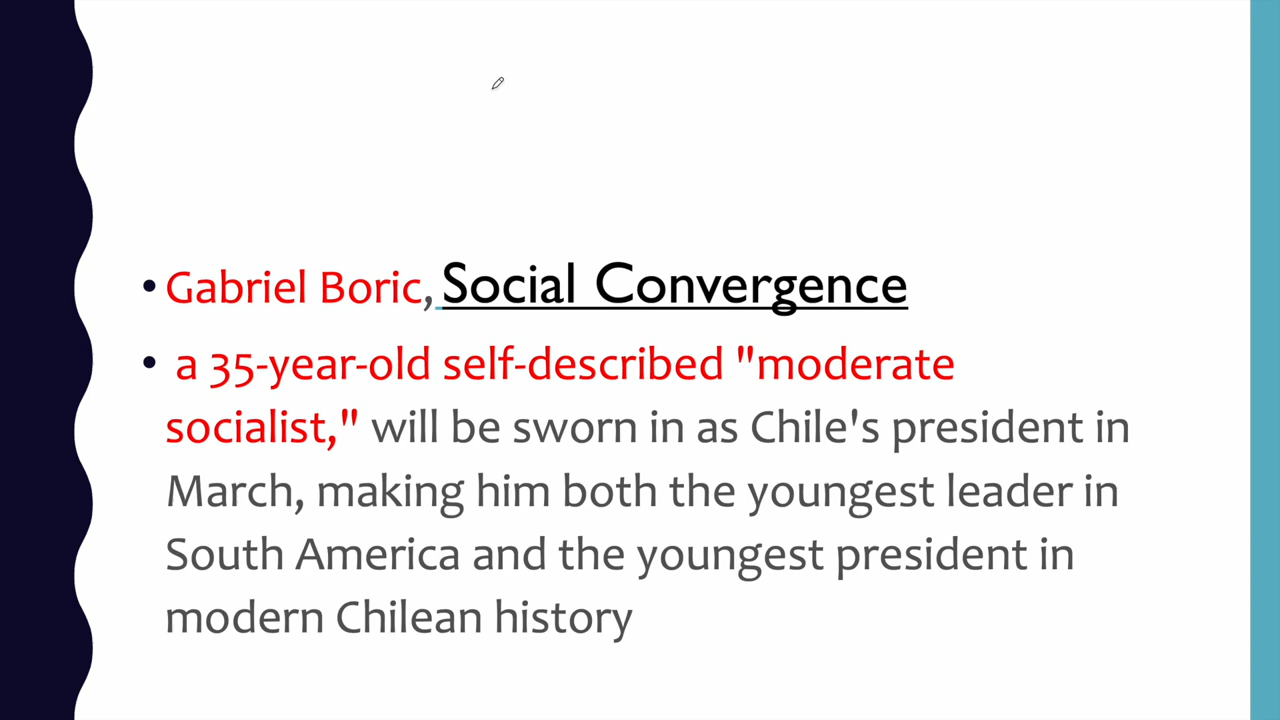 • Gabriel Boric, Social Convergence
• a 35-year-old self-described "moderate
socialist," will be sworn in as Chile's president in
March, making him both the youngest leader in
South America and the youngest president in
modern Chilean history